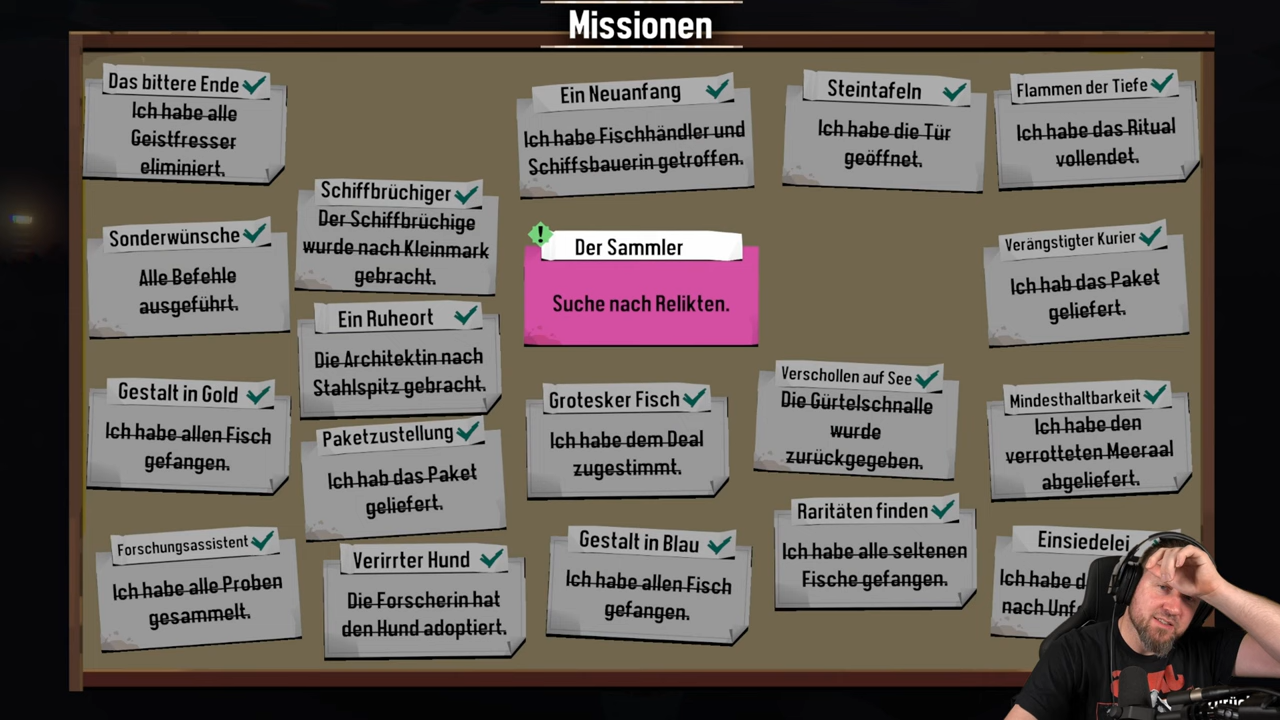 Missionen
Das bittere Ende
Ich habe alle
Geistfresser
eliminiert.
Ein Neuanfang
Ich habe Fischhändler und
Schiffsbauerin getroffen.
Steintafeln
Ich habe die Tür
geöffnet.
Flammen der Tiefe
Ich habe das Ritual
vollendet.
Schiffbrüchiger
Der Schiffbrüchige
wurde nach Kleinmark
gebracht.
Sonderwünsche
Alle Befehle
ausgeführt.
Der Sammler
Suche nach Relikten.
Verängstigter Kurier
Ich hab das Paket
geliefert.
Ein Ruheort
Die Architektin nach
Stahlspitz gebracht.
Gestalt in Gold
Ich habe allen Fisch
gefangen.
Grotesker Fisch
Ich habe dem Deal
zugestimmt.
Verschollen auf See
Die Gürtelschnalle
wurde
zurückgegeben.
Mindesthaltbarkeit
Ich habe den
verrotteten Meeraal
abgeliefert.
Paketzustellung
Ich hab das Paket
geliefert.
Forschungsassistent
Ich habe alle Proben
gesammelt.
Verirrter Hund
Die Forscherin hat
den Hund adoptiert.
Gestalt in Blau
Ich habe allen Fisch
gefangen.
Raritäten finden
Ich habe alle seltenen
Fische gefangen.
Einsiedelei
Ich habe
nach